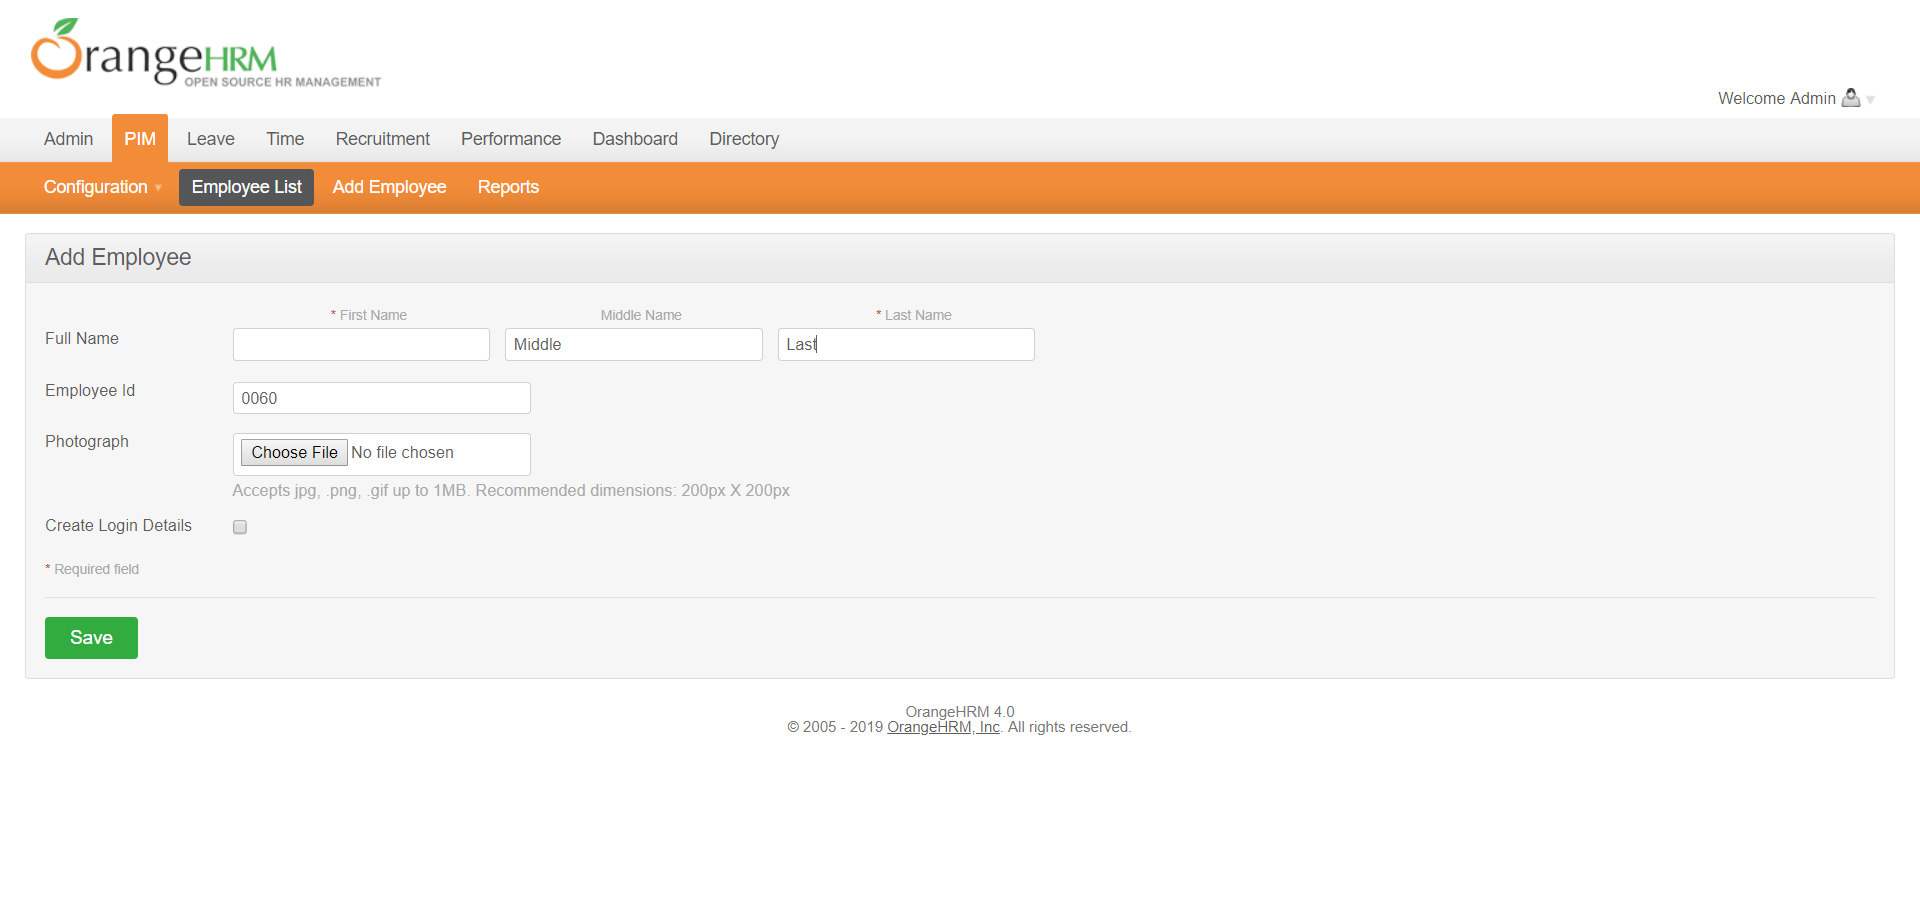 OrangeHRM
OPEN SOURCE HR MANAGEMENT
Welcome Admin
Admin PIM Leave Time Recruitment Performance Dashboard Directory
Configuration Employee List Add Employee Reports
Add Employee
* First Name Middle Name * Last Name
Full Name Middle Last
Employee Id 0060
Photograph Choose File No file chosen
Accepts jpg, .png, .gif up to 1MB. Recommended dimensions: 200px X 200px
Create Login Details
* Required field
Save
OrangeHRM 4.0
© 2005 - 2019 OrangeHRM, Inc. All rights reserved.